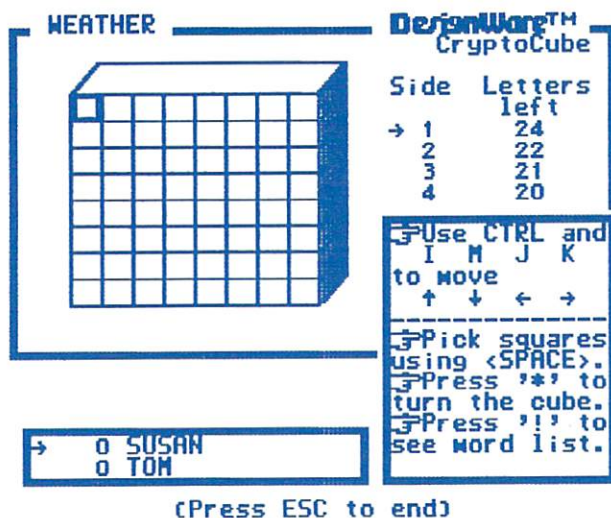 WEATHER
DesignWare™
CryptoCube
Side Letters left
→ 1 24
2 22
3 21
4 20
☞Use CTRL and
I M J K
to move
↑ ↓ ← →
☞Pick squares
using <SPACE>.
☞Press '*' to
turn the cube.
☞Press '!' to
see word list.
→ 0 SUSAN
0 TOM
(Press ESC to end)